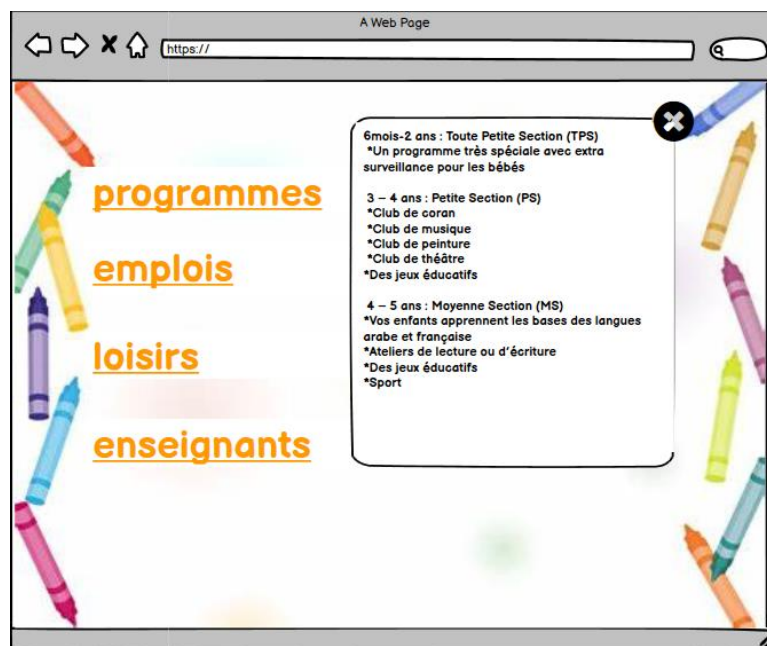 A Web Page
https://
programmes
emplois
loisirs
enseignants
6mois-2 ans : Toute Petite Section (TPS)
*Un programme très spéciale avec extra
surveillance pour les bébés
3 – 4 ans : Petite Section (PS)
*Club de coran
*Club de musique
*Club de peinture
*Club de théâtre
*Des jeux éducatifs
4 – 5 ans : Moyenne Section (MS)
*Vos enfants apprennent les bases des langues
arabe et française
*Ateliers de lecture ou d'écriture
*Des jeux éducatifs
*Sport